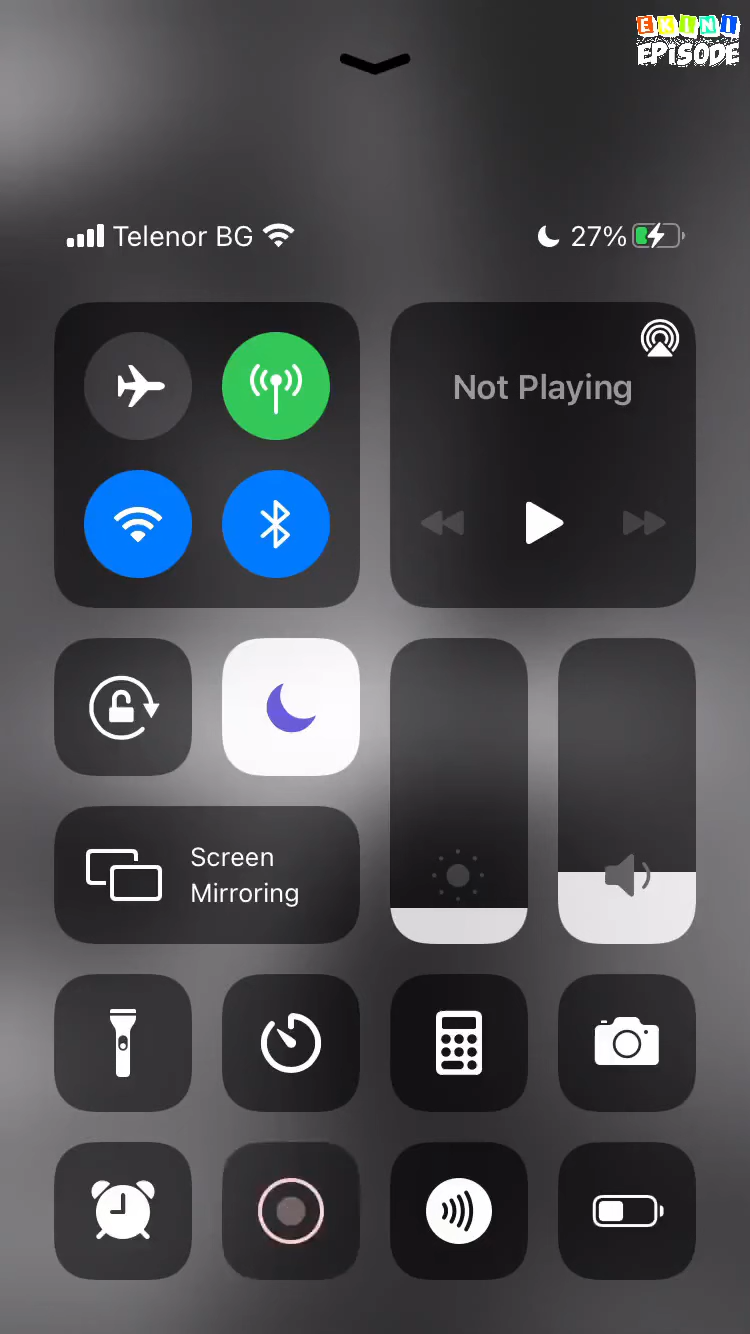 EKINI
EPISODE
Telenor BG
27%
Not Playing
Screen
Mirroring